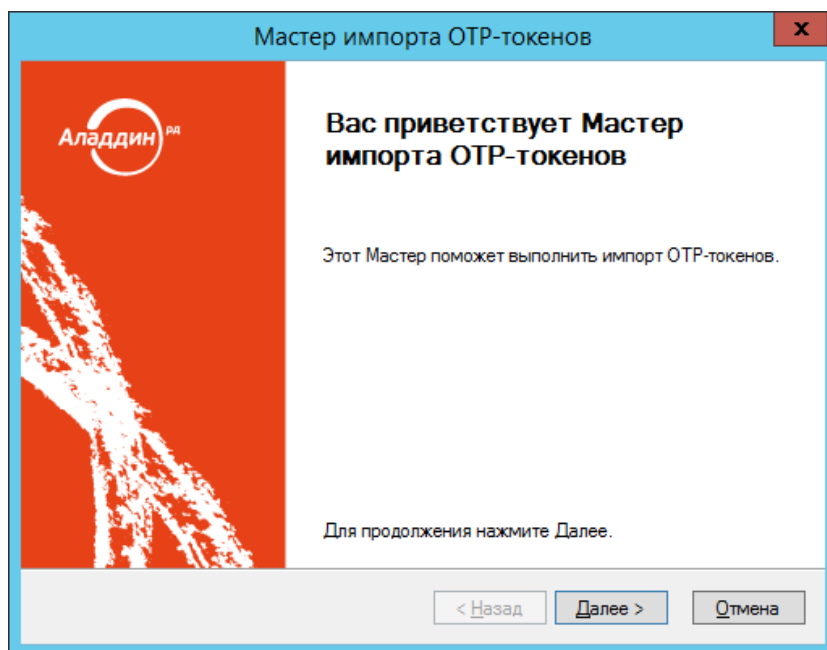 Мастер импорта OTP-токенов
x
Аладдин РД
Вас приветствует Мастер
импорта OTP-токенов
Этот Мастер поможет выполнить импорт OTP-токенов.
Для продолжения нажмите Далее.
< Назад
Далее >
Отмена